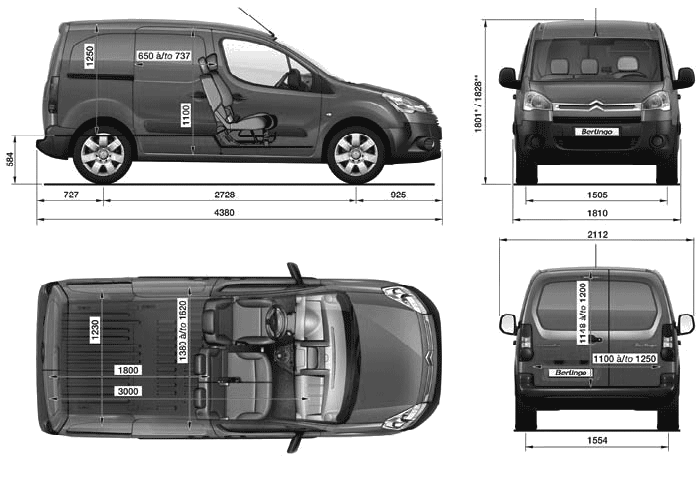 1250
650 à/to 737
1100
584
727
2728
925
4380
1801* / 1828**
Berlingo
1505
1810
1230
1380 à/to 1620
1800
3000
2112
1148 à/to 1200
1100 à/to 1250
Berlingo
1554